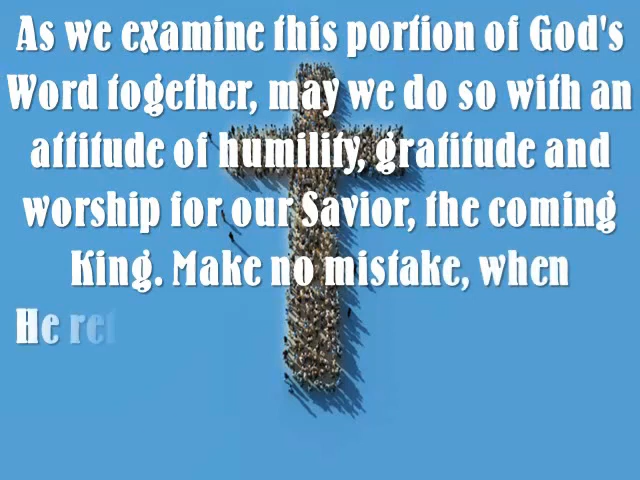 As we examine this portion of God's
Word together, may we do so with an
attitude of humility, gratitude and
worship for our Savior, the coming
King. Make no mistake, when
He ret